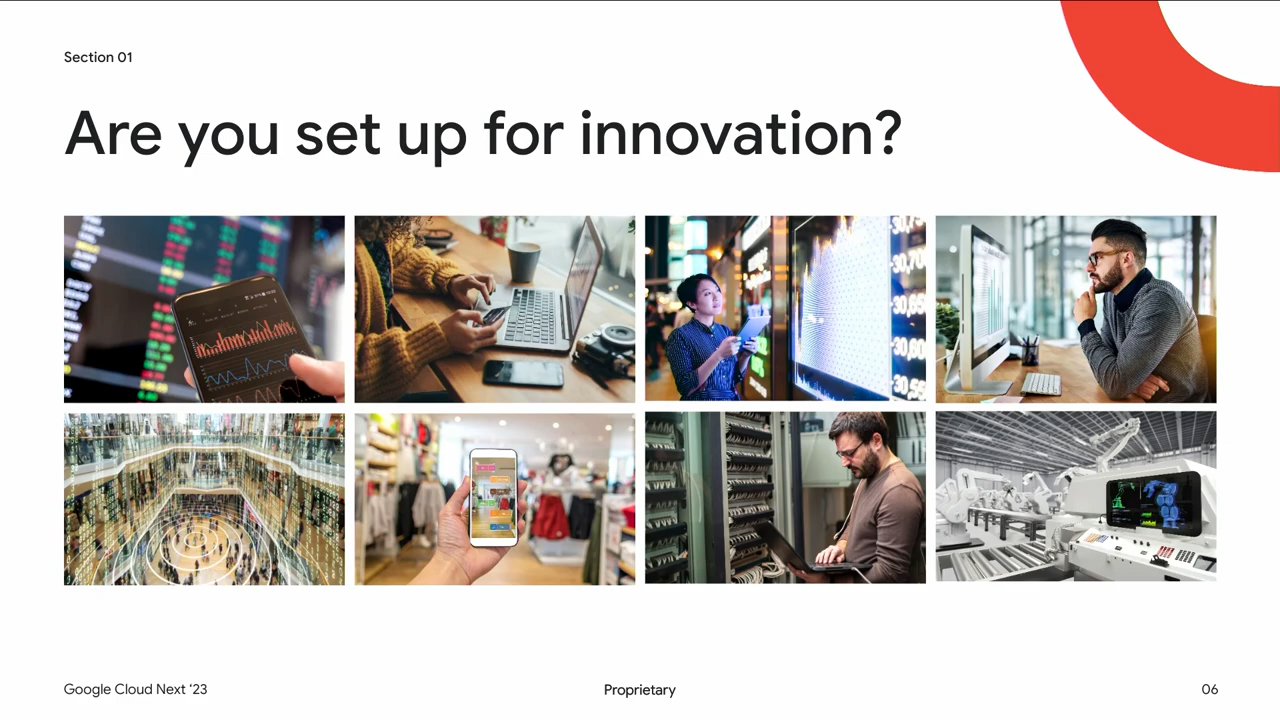 Section 01
Are you set up for innovation?
Google Cloud Next ‘23
Proprietary
06